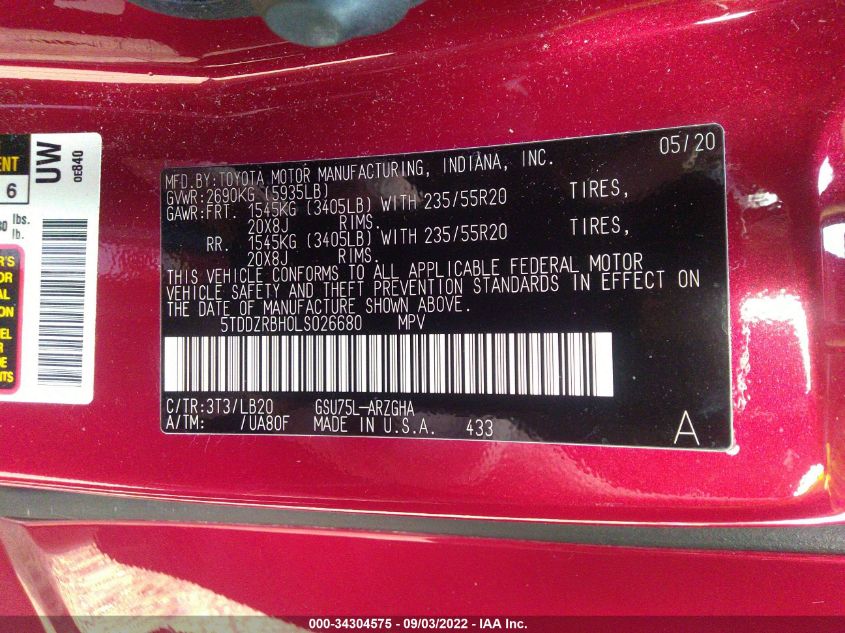 ENT
6
UW
0E840
lbs.
lb.
05/20
MFD.BY:TOYOTA MOTOR MANUFACTURING, INDIANA, INC.
GVWR:2690KG (5935LB)
GAWR:FRT. 1545KG (3405LB) WITH 235/55R20 TIRES,
20X8J RIMS.
RR. 1545KG (3405LB) WITH 235/55R20 TIRES,
20X8J RIMS.
THIS VEHICLE CONFORMS TO ALL APPLICABLE FEDERAL MOTOR
VEHICLE SAFETY AND THEFT PREVENTION STANDARDS IN EFFECT ON
THE DATE OF MANUFACTURE SHOWN ABOVE.
5TDDZRBH0LS026680 MPV
C/TR:3T3/LB20 GSU75L-ARZGHA
A/TM: /UA80F MADE IN U.S.A. 433 A
000-34304575 - 09/03/2022 - IAA Inc.